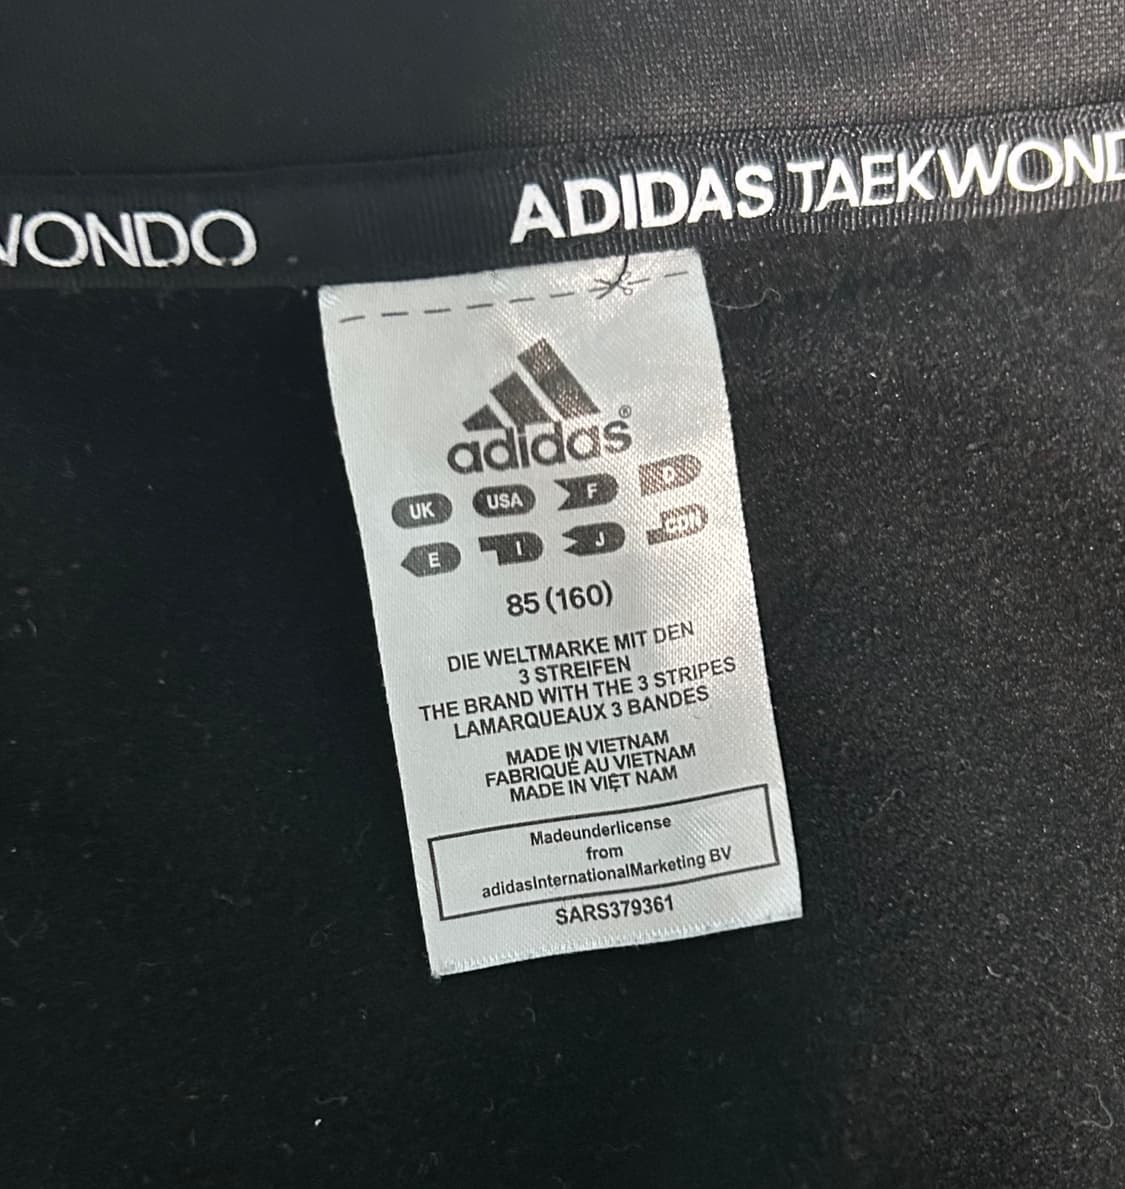 WONDO
ADIDAS TAEKWOND
adidas®
UK USA F D
E I J CDN
85 (160)
DIE WELTMARKE MIT DEN
3 STREIFEN
THE BRAND WITH THE 3 STRIPES
LAMARQUEAUX 3 BANDES
MADE IN VIETNAM
FABRIQUÉ AU VIETNAM
MADE IN VIỆT NAM
Madeunderlicense
from
adidasInternationalMarketing BV
SARS379361